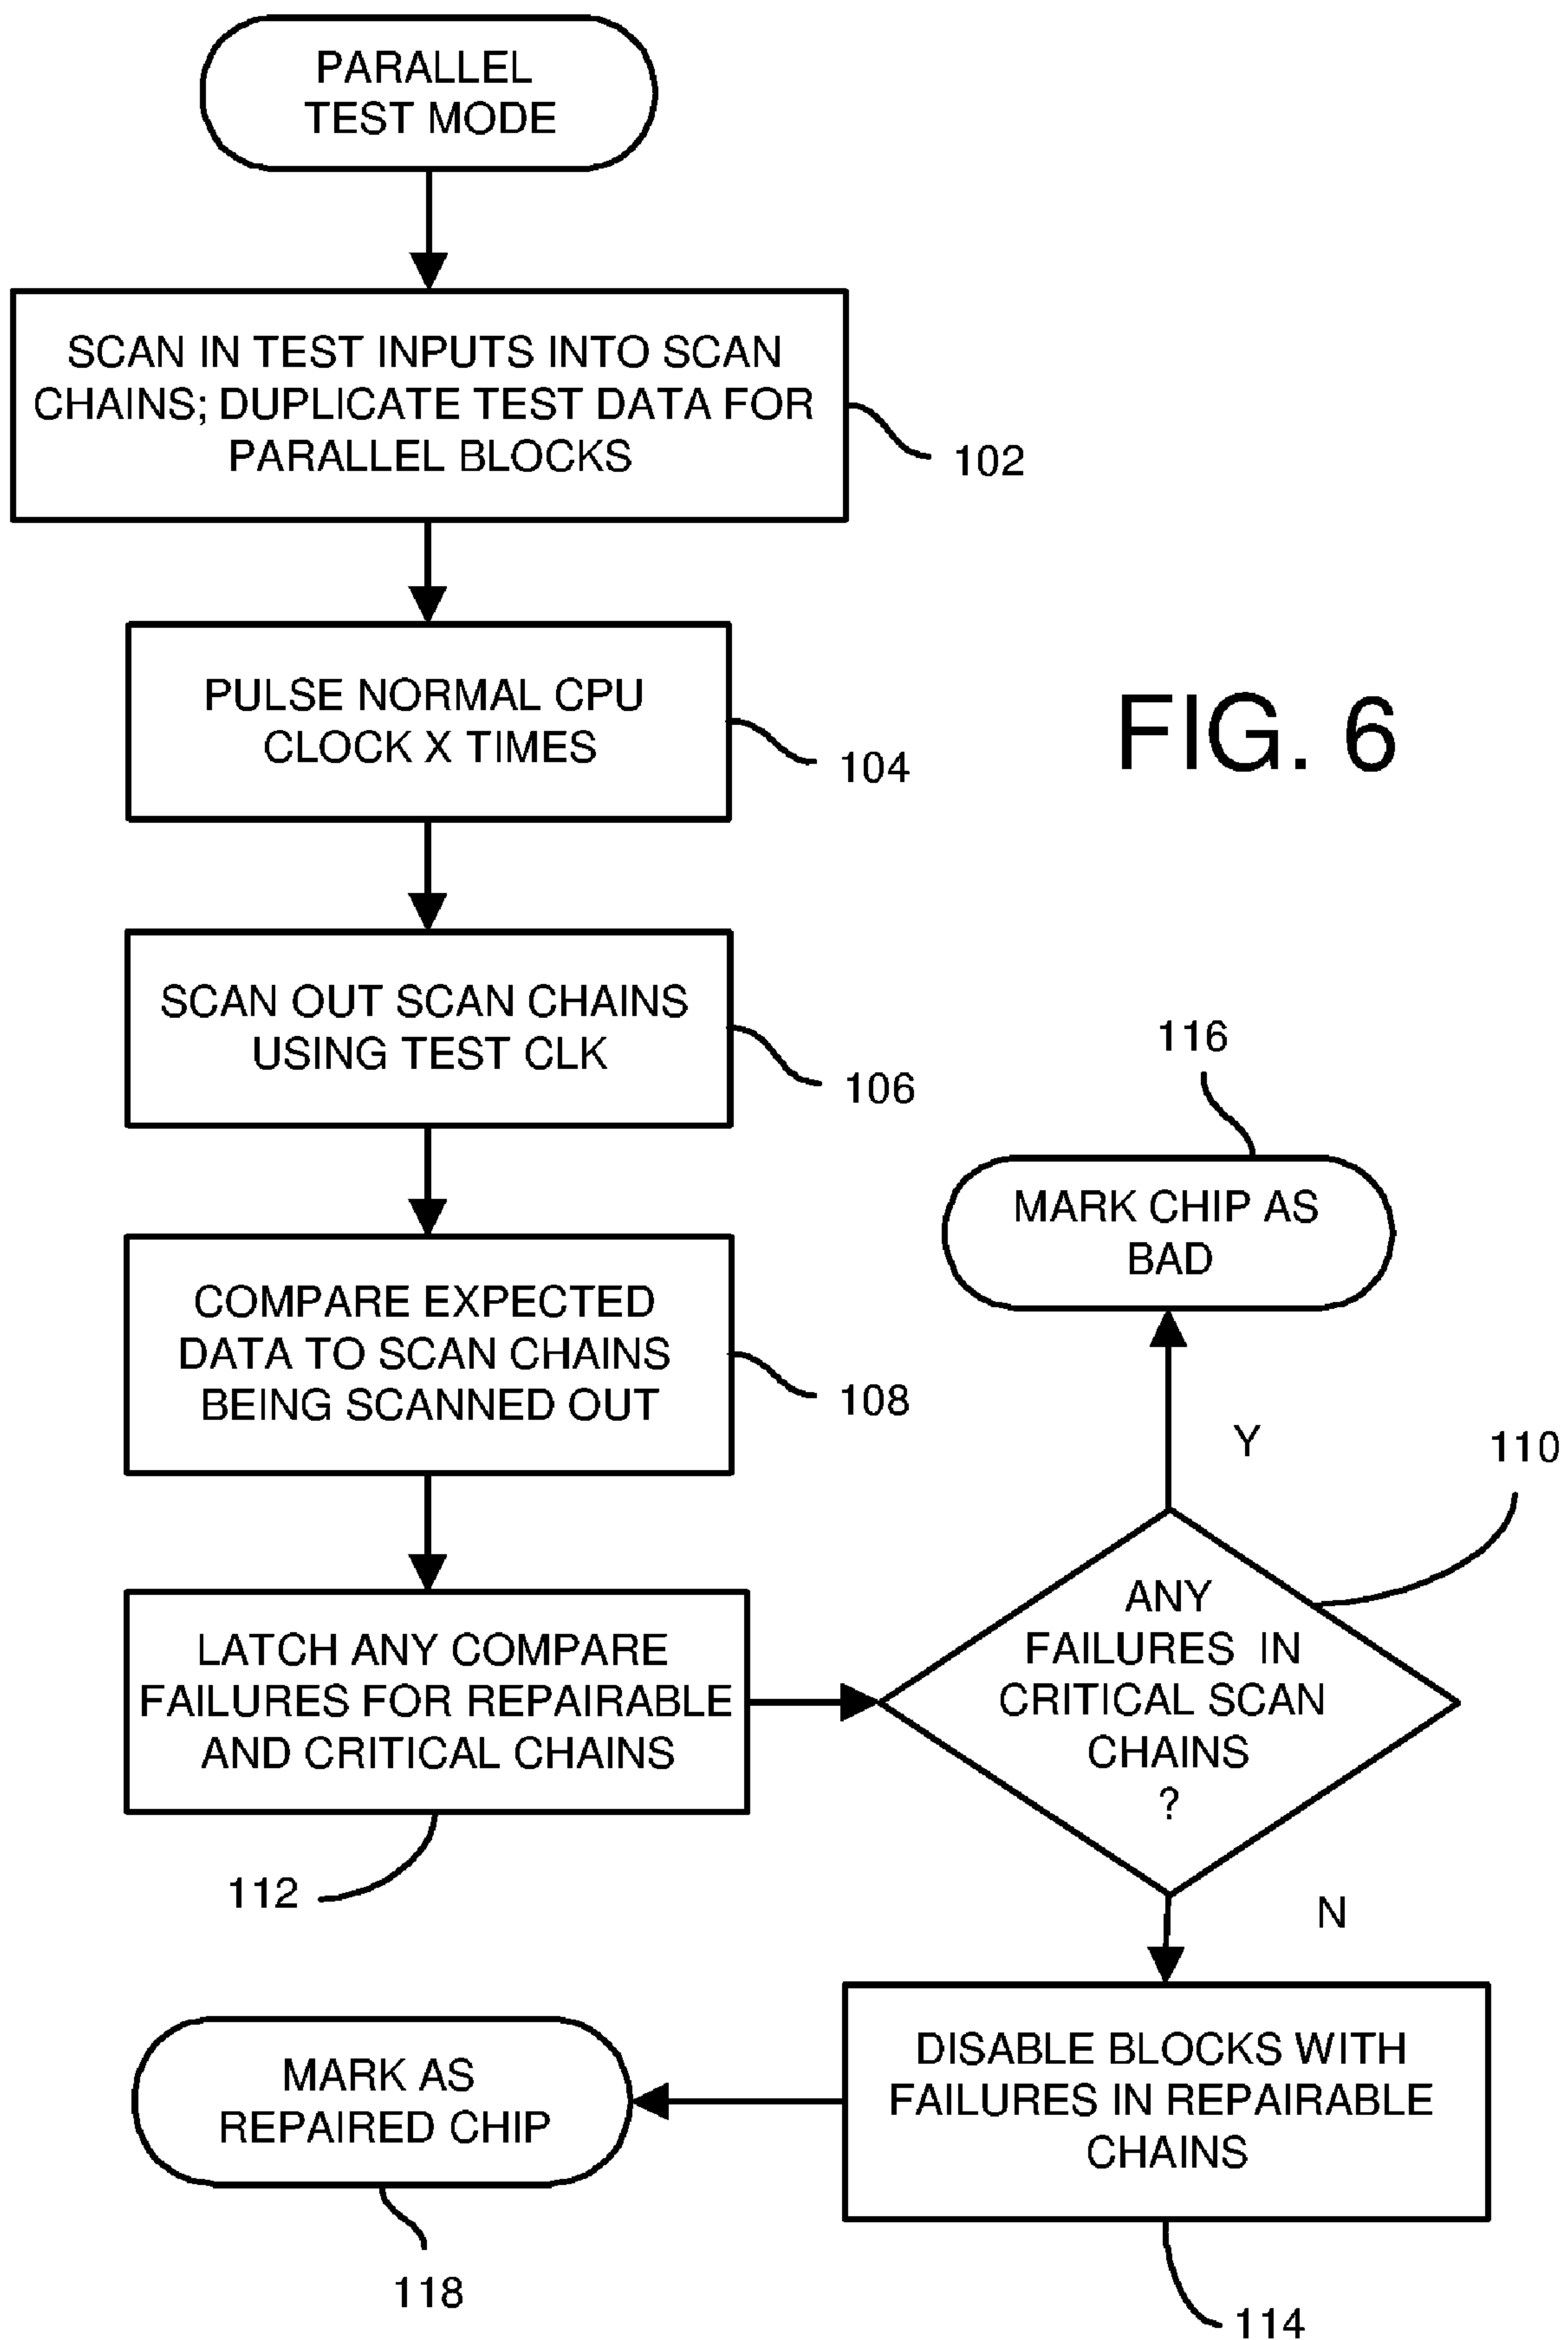 PARALLEL
TEST MODE
SCAN IN TEST INPUTS INTO SCAN
CHAINS; DUPLICATE TEST DATA FOR
PARALLEL BLOCKS
102
PULSE NORMAL CPU
CLOCK X TIMES
104
FIG. 6
SCAN OUT SCAN CHAINS
USING TEST CLK
106
116
MARK CHIP AS
BAD
COMPARE EXPECTED
DATA TO SCAN CHAINS
BEING SCANNED OUT
108
Y
110
LATCH ANY COMPARE
FAILURES FOR REPAIRABLE
AND CRITICAL CHAINS
112
ANY
FAILURES IN
CRITICAL SCAN
CHAINS
?
N
DISABLE BLOCKS WITH
FAILURES IN REPAIRABLE
CHAINS
114
MARK AS
REPAIRED CHIP
118